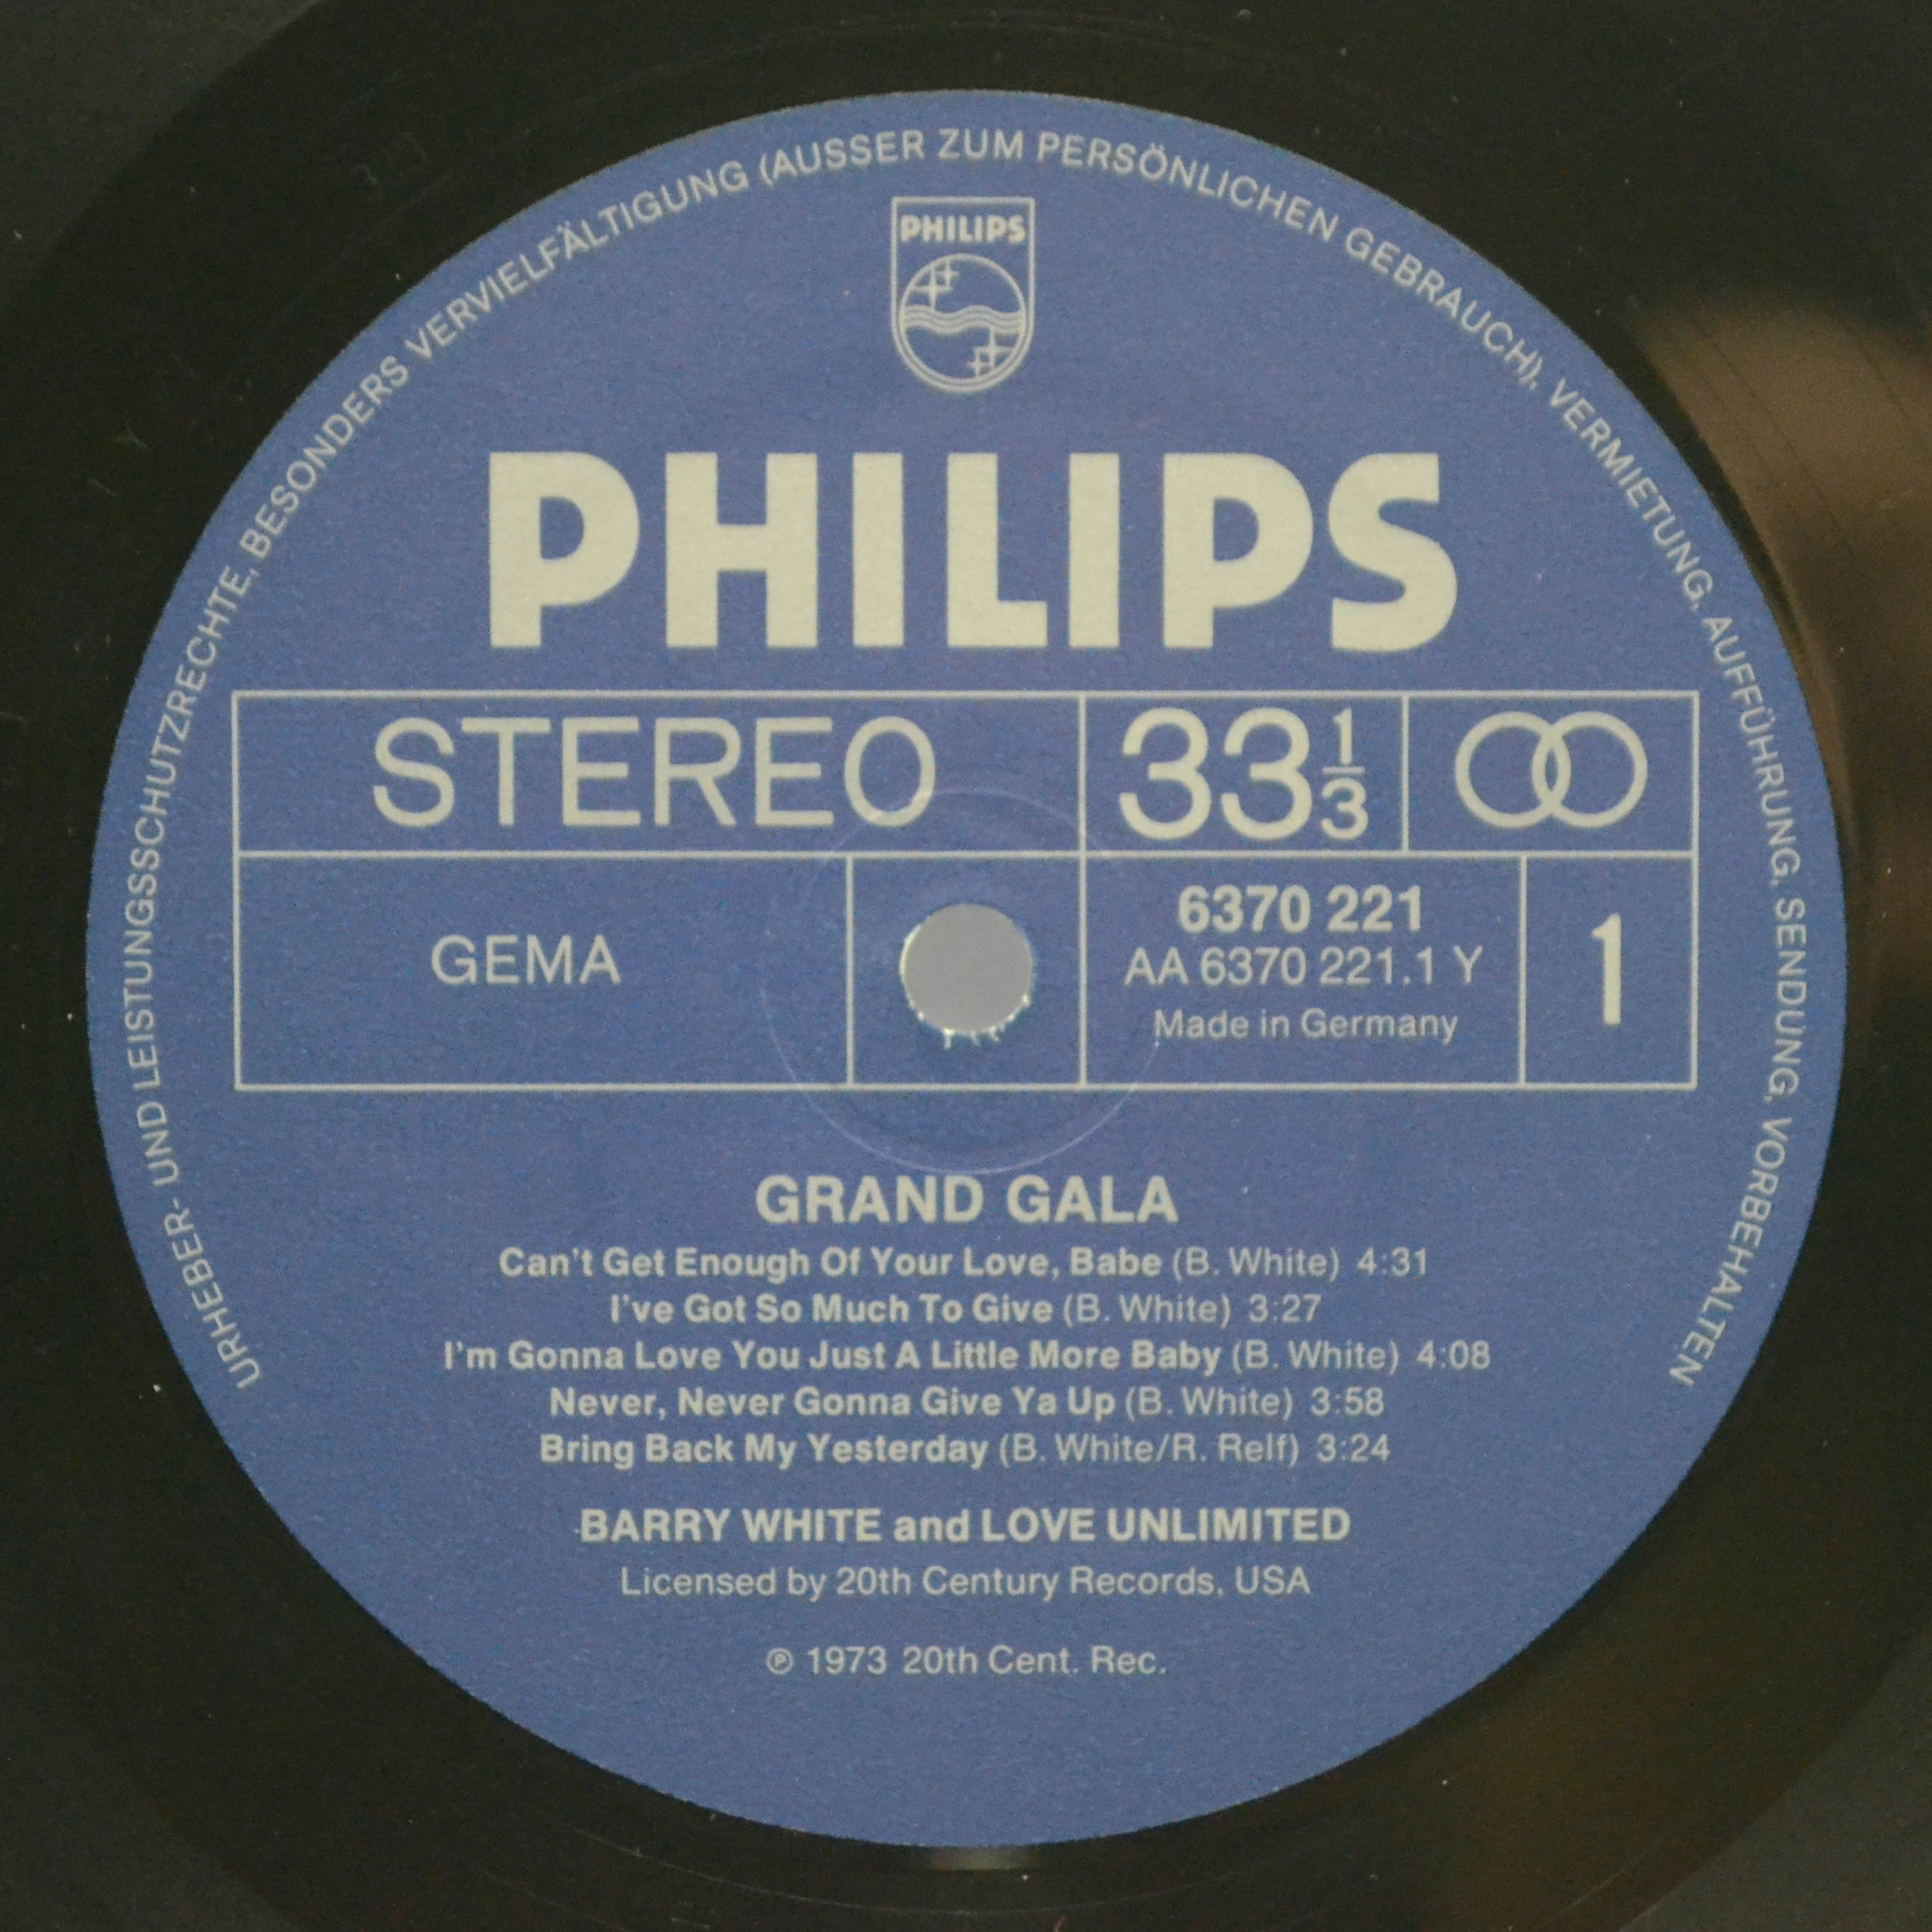 URHEBER- UND LEISTUNGSSCHUTZRECHTE, BESONDERS VERVIELFÄLTIGUNG (AUSSER ZUM PERSÖNLICHEN GEBRAUCH), VERMIETUNG, AUFFÜHRUNG, SENDUNG, VORBEHALTEN
PHILIPS
PHILIPS
STEREO 33 1/3
GEMA
6370 221
AA 6370 221.1 Y
Made in Germany
1
GRAND GALA
Can't Get Enough Of Your Love, Babe (B. White) 4:31
I've Got So Much To Give (B. White) 3:27
I'm Gonna Love You Just A Little More Baby (B. White) 4:08
Never, Never Gonna Give Ya Up (B. White) 3:58
Bring Back My Yesterday (B. White/R. Relf) 3:24
BARRY WHITE and LOVE UNLIMITED
Licensed by 20th Century Records, USA
℗ 1973 20th Cent. Rec.